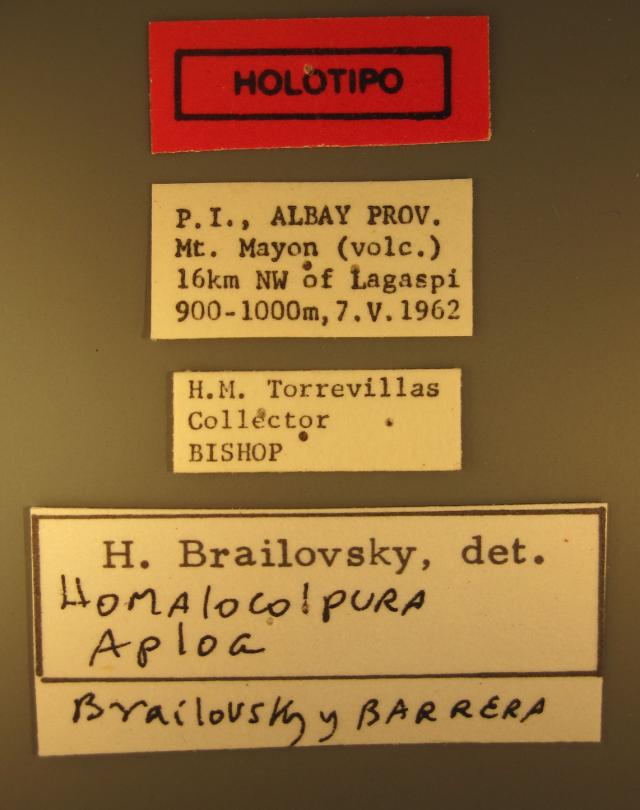 HOLOTIPO
P.I., ALBAY PROV.
Mt. Mayon (volc.)
16km NW of Lagaspi
900-1000m, 7.V.1962
H.M. Torrevillas
Collector
BISHOP
H. Brailovsky, det.
HOMALOCOLPURA
Aploa
Brailovsky y BARRERA